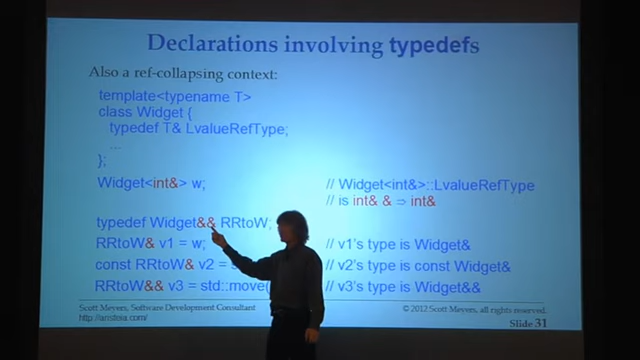 Declarations involving typedefs
Also a ref-collapsing context:
template<typename T>
class Widget {
typedef T& LvalueRefType;
...
};
Widget<int&> w; // Widget<int&>::LvalueRefType
// is int& & ⇒ int&
typedef Widget&& RRtoW;
RRtoW& v1 = w; // v1's type is Widget&
const RRtoW& v2 = // v2's type is const Widget&
RRtoW&& v3 = std::move( // v3's type is Widget&&
Scott Meyers, Software Development Consultant © 2012 Scott Meyers, all rights reserved.
http://aristeia.com/ Slide 31